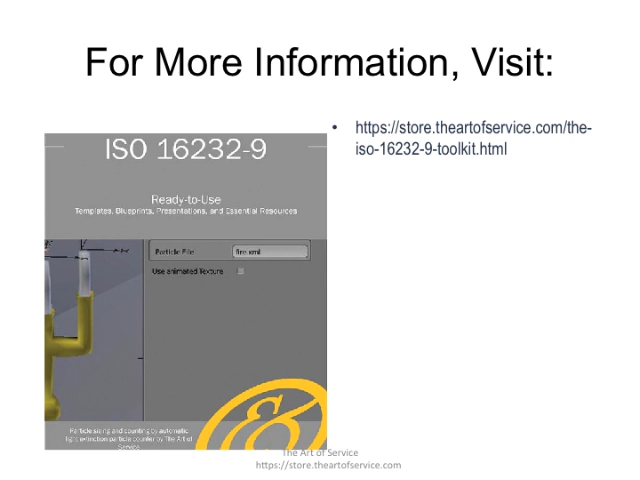 For More Information, Visit:
• https://store.theartofservice.com/the-
iso-16232-9-toolkit.html
ISO 16232-9
Ready-to-Use
Templates, Blueprints, Presentations, and Essential Resources
Particle File
fire.xml
Use animated Texture
Particle sizing and counting by automatic
light extinction particle counter by The Art of
Service
The Art of Service
https://store.theartofservice.com